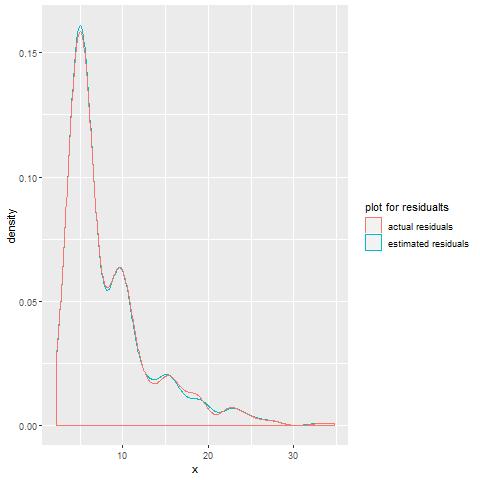 0.15
0.10
0.05
0.00
density
10
20
30
x
plot for residualts
actual residuals
estimated residuals